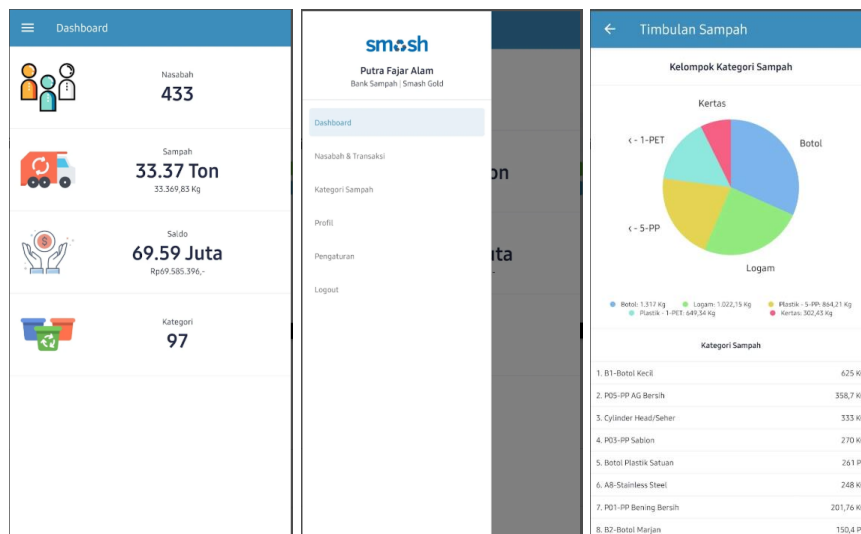 Dashboard
Nasabah
433
Sampah
33.37 Ton
33.369,83 Kg
Saldo
69.59 Juta
Rp69.585.396,-
Kategori
97
smash
Putra Fajar Alam
Bank Sampah | Smash Gold
Dashboard
Nasabah & Transaksi
Kategori Sampah
Profil
Pengaturan
Logout
on
uta
Timbulan Sampah
Kelompok Kategori Sampah
Kertas
‹ - 1-PET
Botol
‹ - 5-PP
Logam
Botol: 1.317 Kg Logam: 1.022,15 Kg Plastik - 5-PP: 864,21 Kg
Plastik - 1-PET: 649,34 Kg Kertas: 302,43 Kg
Kategori Sampah
1. B1-Botol Kecil 625 K
2. P05-PP AG Bersih 358,7 K
3. Cylinder Head/Seher 333 K
4. P03-PP Sablon 270 K
5. Botol Plastik Satuan 261 P
6. A8-Stainless Steel 248 K
7. P01-PP Bening Bersih 201,76 K
8. B2-Botol Marjan 150,4 P